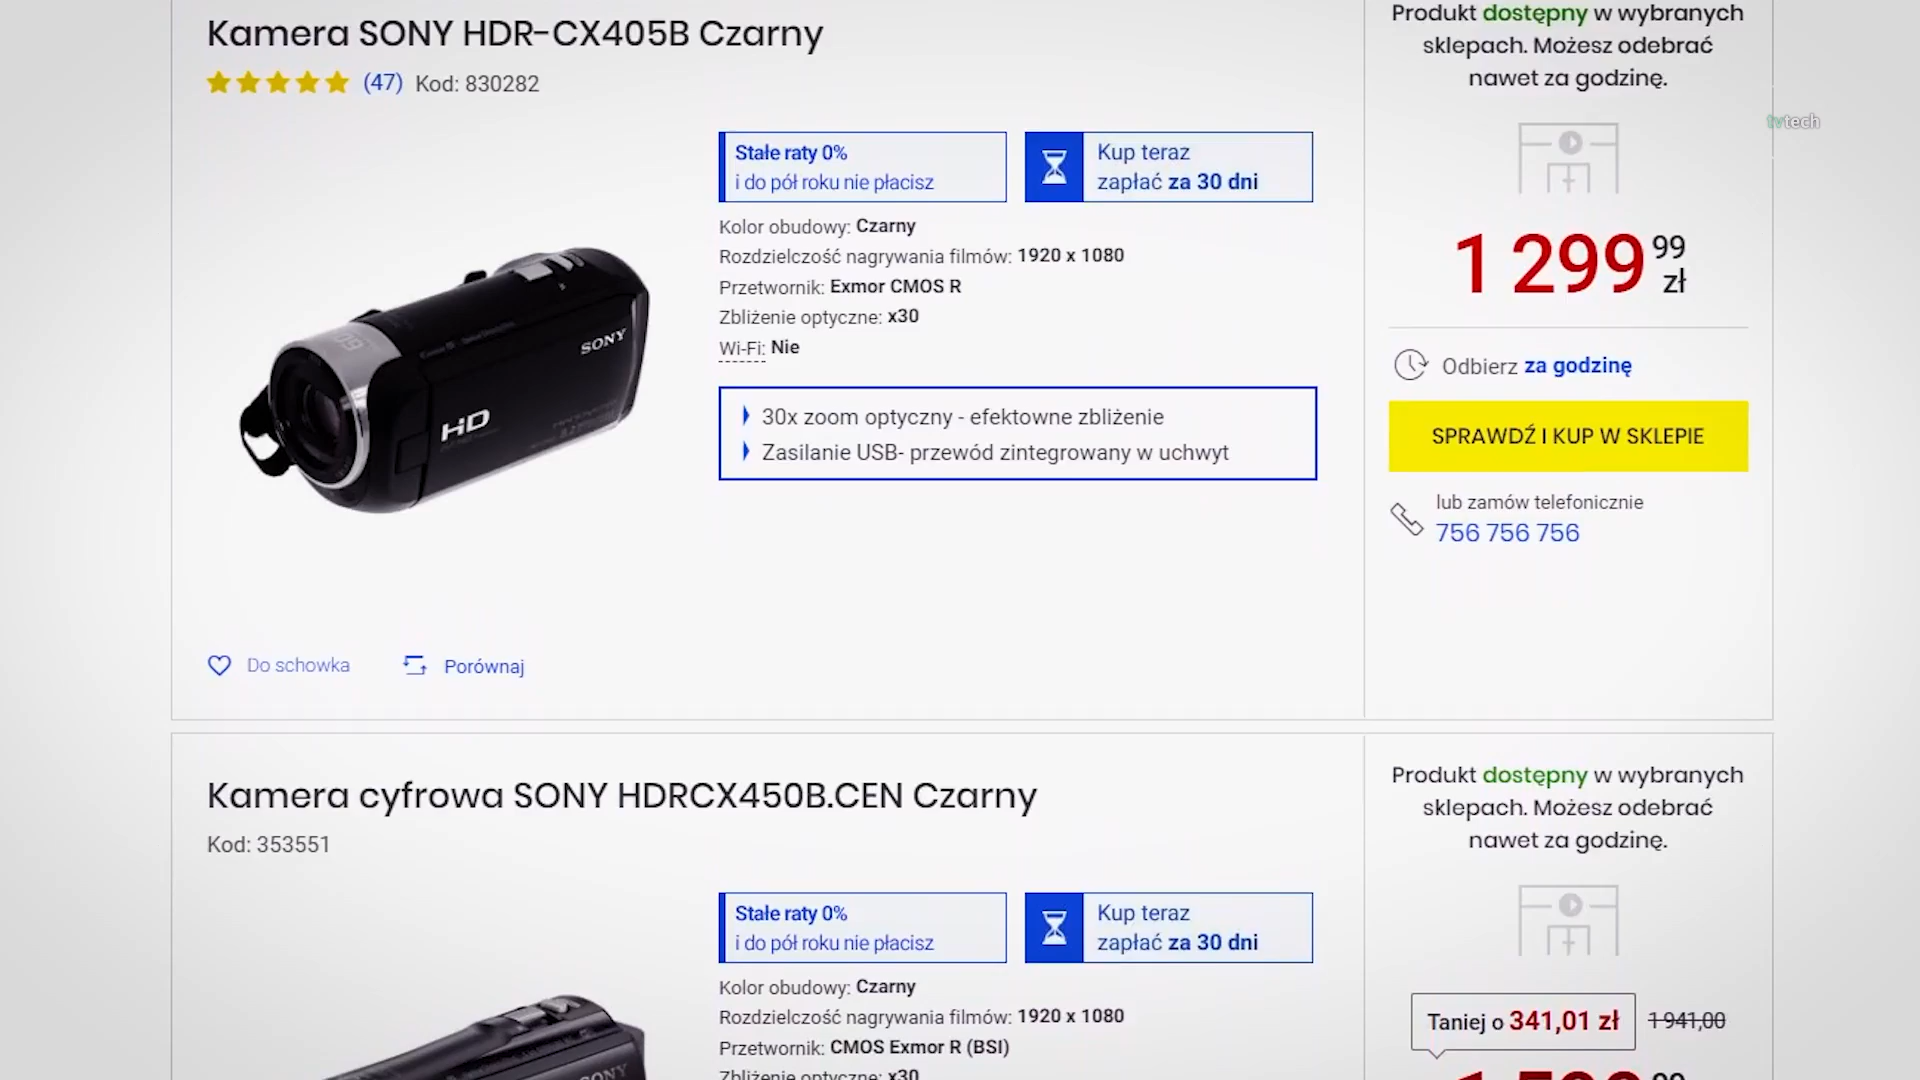 Kamera SONY HDR-CX405B Czarny
(47) Kod: 830282
Stałe raty 0%
i do pół roku nie płacisz
Kup teraz
zapłać za 30 dni
Kolor obudowy: Czarny
Rozdzielczość nagrywania filmów: 1920 x 1080
Przetwornik: Exmor CMOS R
Zbliżenie optyczne: x30
Wi-Fi: Nie
30x zoom optyczny - efektowne zbliżenie
Zasilanie USB- przewód zintegrowany w uchwyt
SONY
HD
Do schowka
Porównaj
Produkt dostępny w wybranych
sklepach. Możesz odebrać
nawet za godzinę.
tvtech
1 299 99
zł
Odbierz za godzinę
SPRAWDŹ I KUP W SKLEPIE
lub zamów telefonicznie
756 756 756
Kamera cyfrowa SONY HDRCX450B.CEN Czarny
Kod: 353551
Stałe raty 0%
i do pół roku nie płacisz
Kup teraz
zapłać za 30 dni
Kolor obudowy: Czarny
Rozdzielczość nagrywania filmów: 1920 x 1080
Przetwornik: CMOS Exmor R (BSI)
Zbliżenie optyczne: x30
SONY
Produkt dostępny w wybranych
sklepach. Możesz odebrać
nawet za godzinę.
Taniej o 341,01 zł
1 941,00